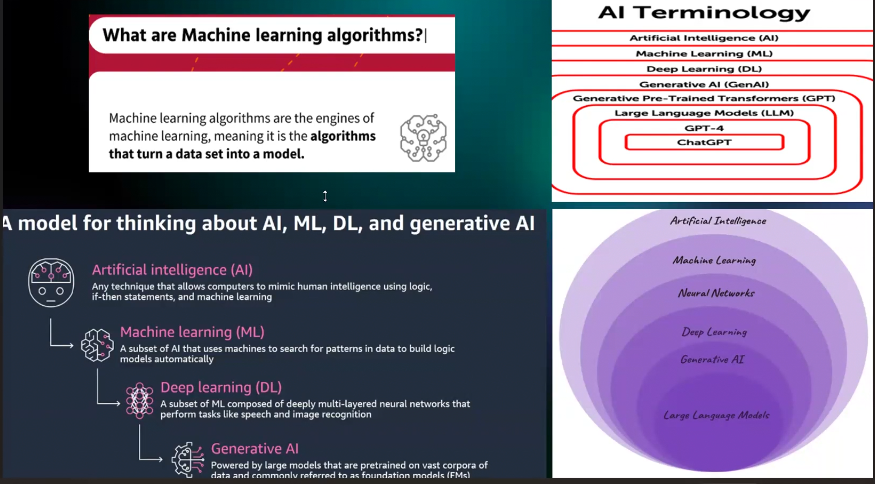 What are Machine learning algorithms?
Machine learning algorithms are the engines of
machine learning, meaning it is the algorithms
that turn a data set into a model.
AI Terminology
Artificial Intelligence (AI)
Machine Learning (ML)
Deep Learning (DL)
Generative AI (GenAI)
Generative Pre-Trained Transformers (GPT)
Large Language Models (LLM)
GPT-4
ChatGPT
A model for thinking about AI, ML, DL, and generative AI
Artificial intelligence (AI)
Any technique that allows computers to mimic human intelligence using logic,
if-then statements, and machine learning
Machine learning (ML)
A subset of AI that uses machines to search for patterns in data to build logic
models automatically
Deep learning (DL)
A subset of ML composed of deeply multi-layered neural networks that
perform tasks like speech and image recognition
Generative AI
Powered by large models that are pretrained on vast corpora of
data and commonly referred to as foundation models (FMs)
Artificial Intelligence
Machine Learning
Neural Networks
Deep Learning
Generative AI
Large Language Models